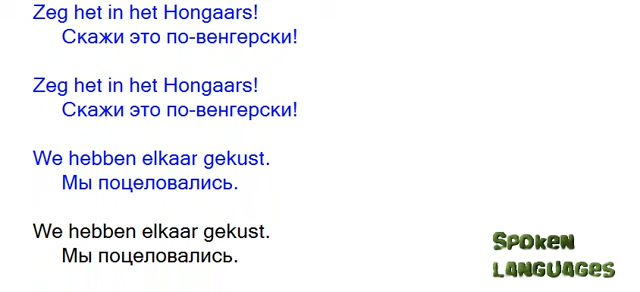 Zeg het in het Hongaars!
Скажи это по-венгерски!
Zeg het in het Hongaars!
Скажи это по-венгерски!
We hebben elkaar gekust.
Мы поцеловались.
We hebben elkaar gekust.
Мы поцеловались.
Spoken
Languages